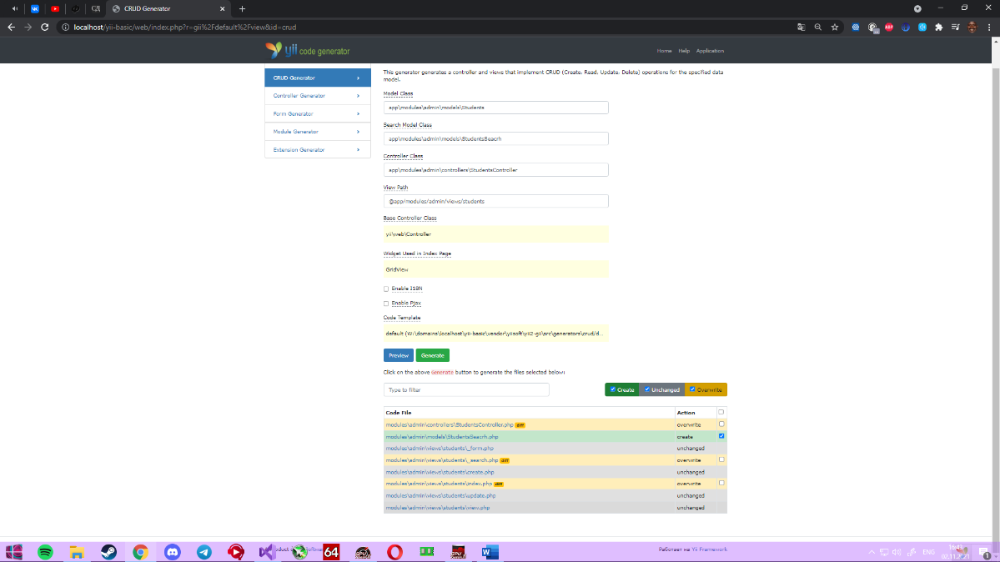 CRUD Generator
localhost/yii-basic/web/index.php?r=gii%2Fdefault%2Fview&id=crud
yii code generator
Home Help Application
CRUD Generator
Controller Generator
Form Generator
Module Generator
Extension Generator
This generator generates a controller and views that implement CRUD (Create, Read, Update, Delete) operations for the specified data
model.
Model Class
app\modules\admin\models\Students
Search Model Class
app\modules\admin\models\StudentsSeacrh
Controller Class
app\modules\admin\controllers\StudentsController
View Path
@app/modules/admin/views/students
Base Controller Class
yii\web\Controller
Widget Used in Index Page
GridView
Enable I18N
Enable Pjax
Code Template
default (W:\domains\localhost\yii-basic\vendor\yiisoft\yii2-gii\src\generators\crud/d...
Preview Generate
Click on the above Generate button to generate the files selected below:
Type to filter
Create Unchanged Overwrite
Code File Action
modules\admin\controllers\StudentsController.php diff overwrite
modules\admin\models\StudentsSeacrh.php create
modules\admin\views\students\_form.php unchanged
modules\admin\views\students\_search.php diff overwrite
modules\admin\views\students\create.php unchanged
modules\admin\views\students\index.php diff overwrite
modules\admin\views\students\update.php unchanged
modules\admin\views\students\view.php unchanged
Работает на Yii Framework
64
ENG
02.11.2021
1